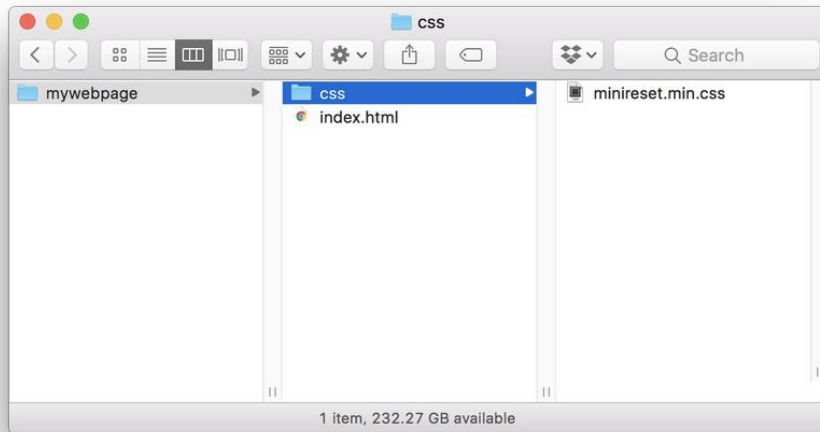 css
Search
mywebpage
css
index.html
minireset.min.css
1 item, 232.27 GB available